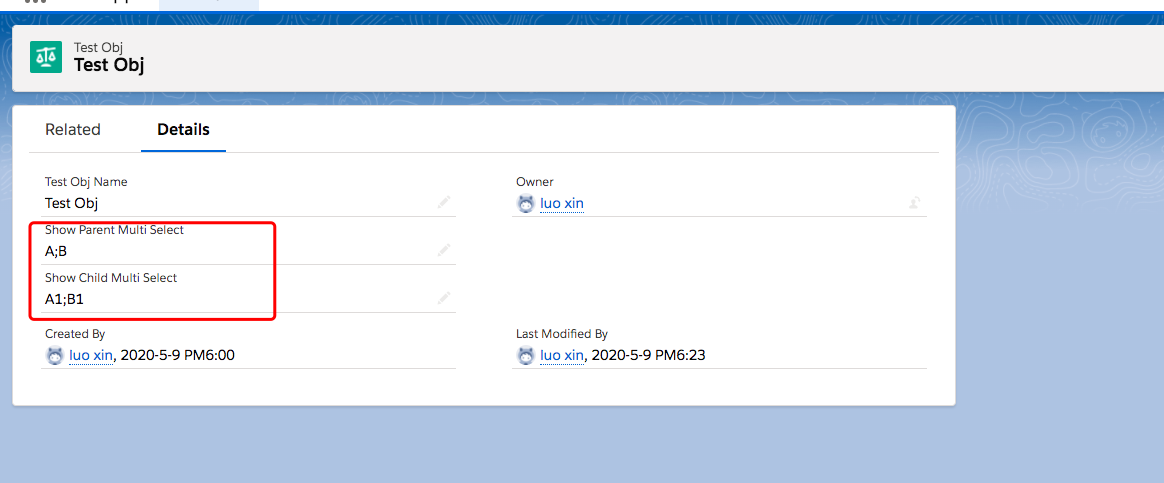 Test Obj
Test Obj
Related Details
Test Obj Name
Test Obj
Owner
luo xin
Show Parent Multi Select
A;B
Show Child Multi Select
A1;B1
Created By
luo xin, 2020-5-9 PM6:00
Last Modified By
luo xin, 2020-5-9 PM6:23